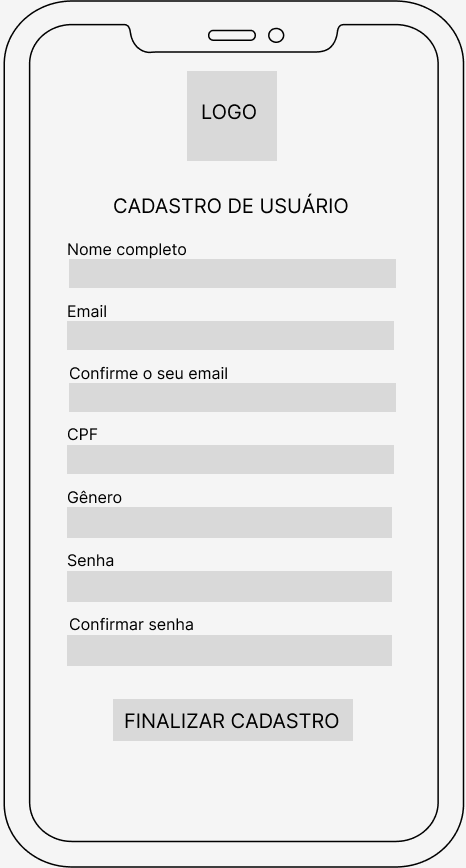 LOGO
CADASTRO DE USUÁRIO
Nome completo
Email
Confirme o seu email
CPF
Gênero
Senha
Confirmar senha
FINALIZAR CADASTRO